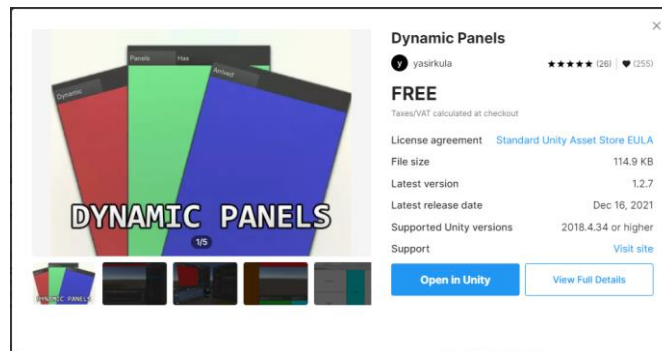 Dynamic
Panels Has
Arrived
DYNAMIC PANELS
1/5
DYNAMIC PANELS
×
Dynamic Panels
y yasirkula ★★★★★ (26) | ♥ (255)
FREE
Taxes/VAT calculated at checkout
License agreement Standard Unity Asset Store EULA
File size 114.9 KB
Latest version 1.2.7
Latest release date Dec 16, 2021
Supported Unity versions 2018.4.34 or higher
Support Visit site
Open in Unity View Full Details